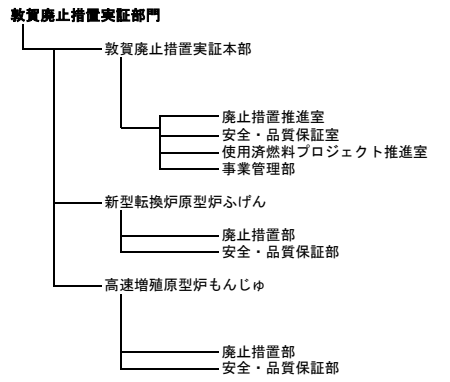 敦賀廃止措置実証部門
敦賀廃止措置実証本部
廃止措置推進室
安全・品質保証室
使用済燃料プロジェクト推進室
事業管理部
新型転換炉原型炉ふげん
廃止措置部
安全・品質保証部
高速増殖原型炉もんじゅ
廃止措置部
安全・品質保証部